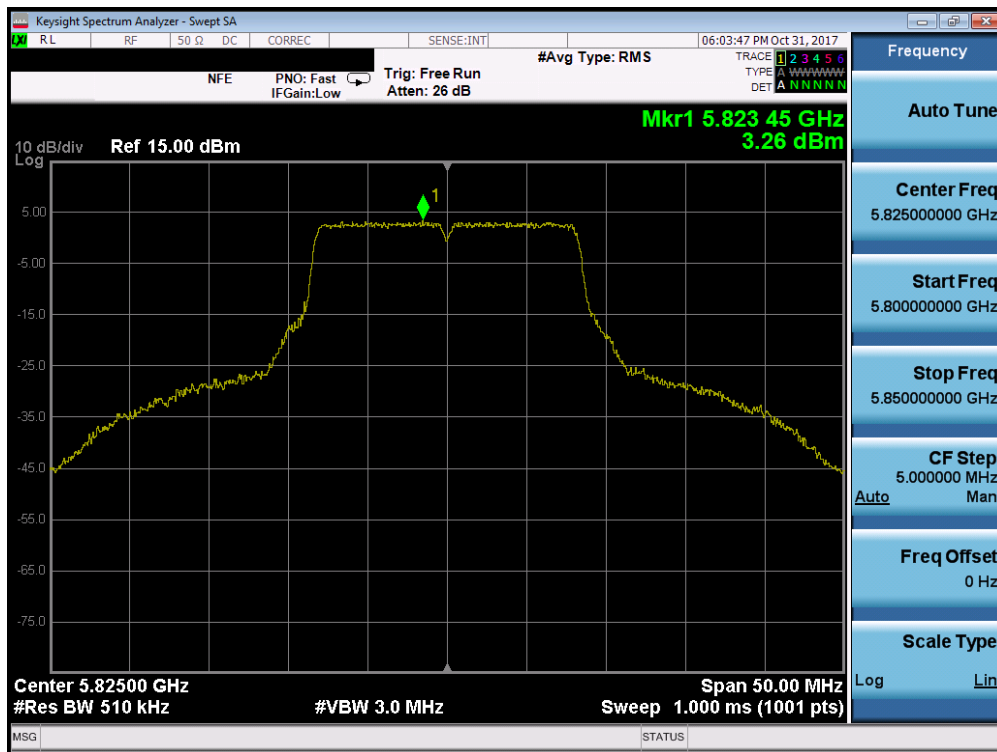 Keysight Spectrum Analyzer - Swept SA
LXI RL RF 50 Ω DC CORREC SENSE:INT 06:03:47 PM Oct 31, 2017
NFE PNO: Fast IFGain:Low Trig: Free Run Atten: 26 dB #Avg Type: RMS
TRACE 1 2 3 4 5 6
TYPE A WWWWW
DET A N N N N N
Mkr1 5.823 45 GHz
3.26 dBm
10 dB/div Ref 15.00 dBm
Log
1
5.00
-5.00
-15.0
-25.0
-35.0
-45.0
-55.0
-65.0
-75.0
Center 5.82500 GHz Span 50.00 MHz
#Res BW 510 kHz #VBW 3.0 MHz Sweep 1.000 ms (1001 pts)
MSG STATUS
Frequency
Auto Tune
Center Freq
5.825000000 GHz
Start Freq
5.800000000 GHz
Stop Freq
5.850000000 GHz
CF Step
5.000000 MHz
Auto Man
Freq Offset
0 Hz
Scale Type
Log Lin